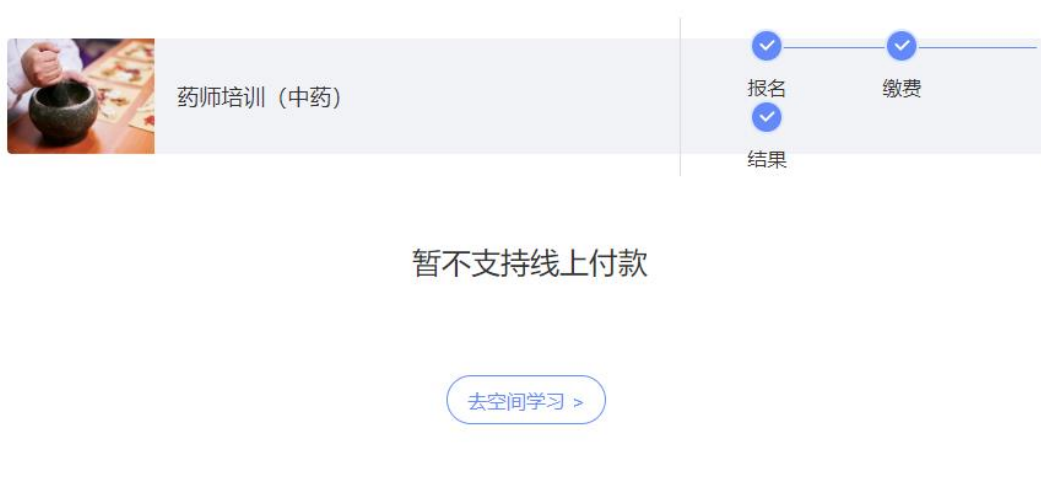 药师培训（中药）
报名
缴费
结果
暂不支持线上付款
去空间学习 >